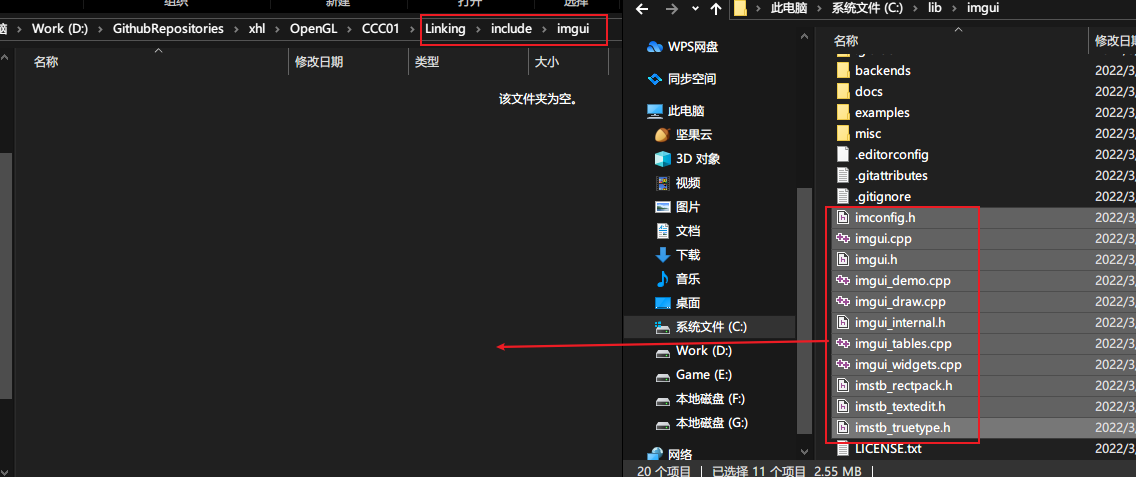 组织
新建
打开
选择
Work (D:) > GithubRepositories > xhl > OpenGL > CCC01 > Linking > include > imgui
名称 修改日期 类型 大小
该文件夹为空。
此电脑 > 系统文件 (C:) > lib > imgui
WPS网盘
同步空间
此电脑
坚果云
3D 对象
视频
图片
文档
下载
音乐
桌面
系统文件 (C:)
Work (D:)
Game (E:)
本地磁盘 (F:)
本地磁盘 (G:)
网络
名称 修改日
backends 2022/3,
docs 2022/3,
examples 2022/3,
misc 2022/3,
.editorconfig 2022/3,
.gitattributes 2022/3,
.gitignore 2022/3,
imconfig.h 2022/3,
imgui.cpp 2022/3,
imgui.h 2022/3,
imgui_demo.cpp 2022/3,
imgui_draw.cpp 2022/3,
imgui_internal.h 2022/3,
imgui_tables.cpp 2022/3,
imgui_widgets.cpp 2022/3,
imstb_rectpack.h 2022/3,
imstb_textedit.h 2022/3,
imstb_truetype.h 2022/3,
LICENSE.txt 2022/3,
20 个项目 | 已选择 11 个项目 2.55 MB |